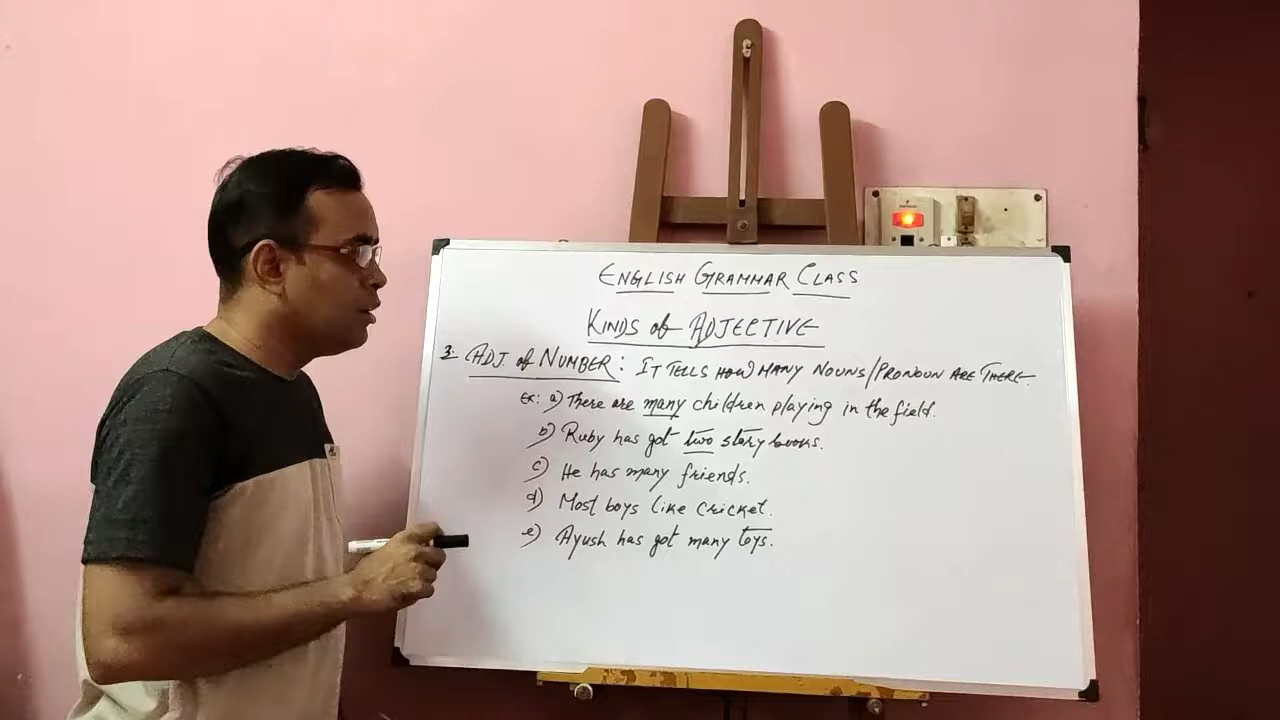 ENGLISH GRAMMAR CLASS
KINDS of ADJECTIVE
3. ADJ. of NUMBER: IT TELLS HOW MANY NOUNS/PRONOUN ARE THERE.
Ex: a) There are many children playing in the field.
b) Ruby has got two story books.
c) He has many friends.
d) Most boys like cricket.
e) Ayush has got many toys.